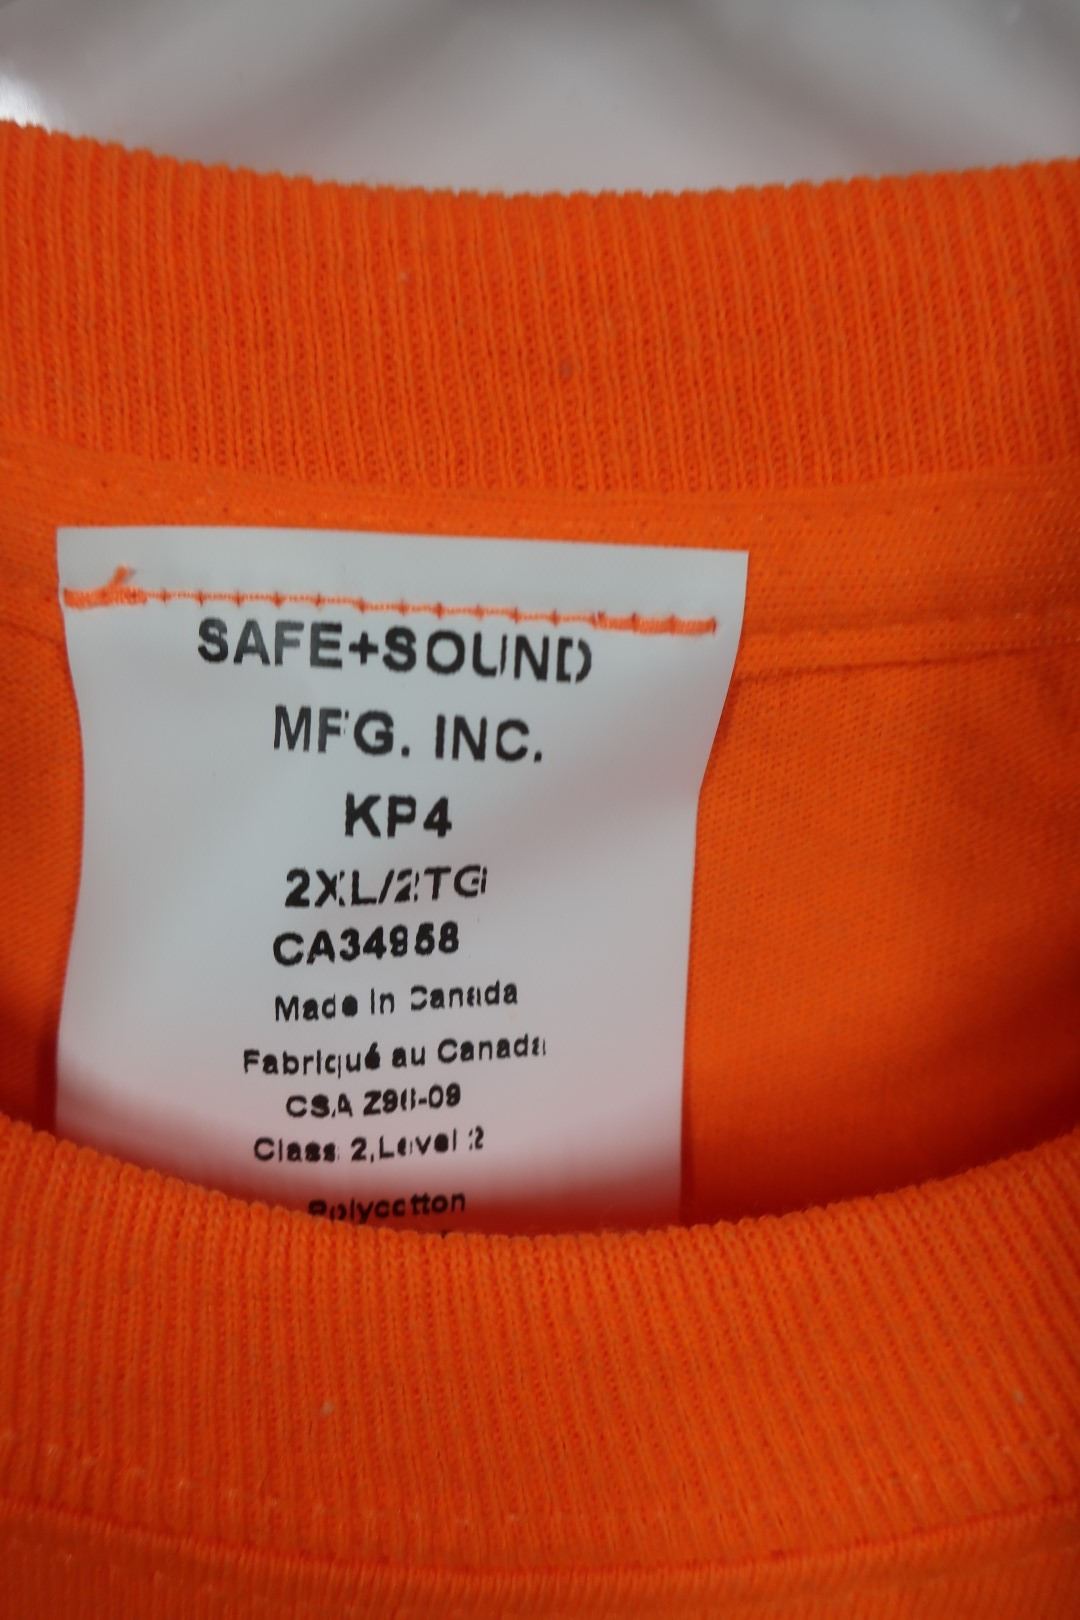 SAFE+SOUND
MFG. INC.
KP4
2XL/2TG
CA34958
Made in Canada
Fabriqué au Canada
CSA Z96-09
Class 2, Level 2
Polycotton